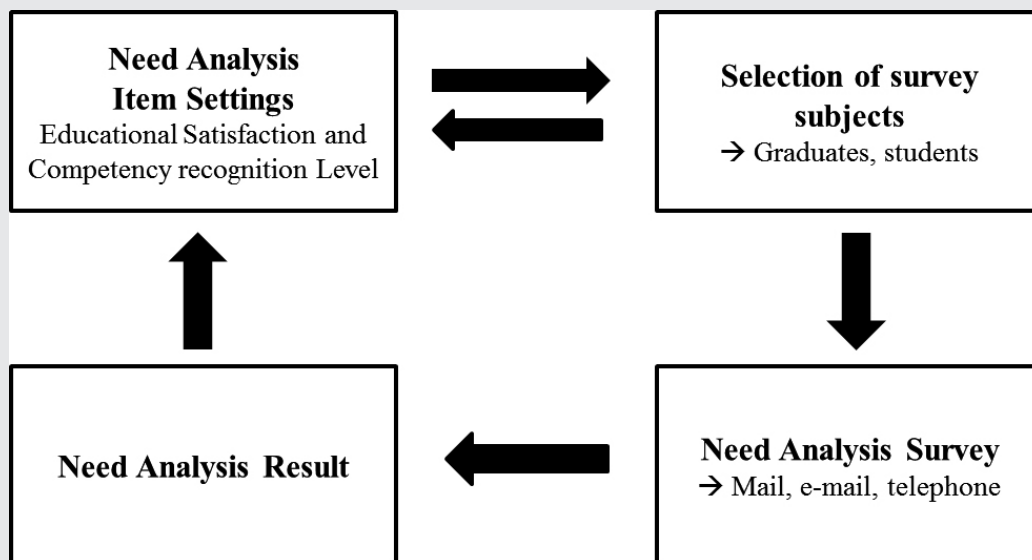 Need Analysis
Item Settings
Educational Satisfaction and
Competency recognition Level
Selection of survey
subjects
→ Graduates, students
Need Analysis Result
Need Analysis Survey
→ Mail, e-mail, telephone